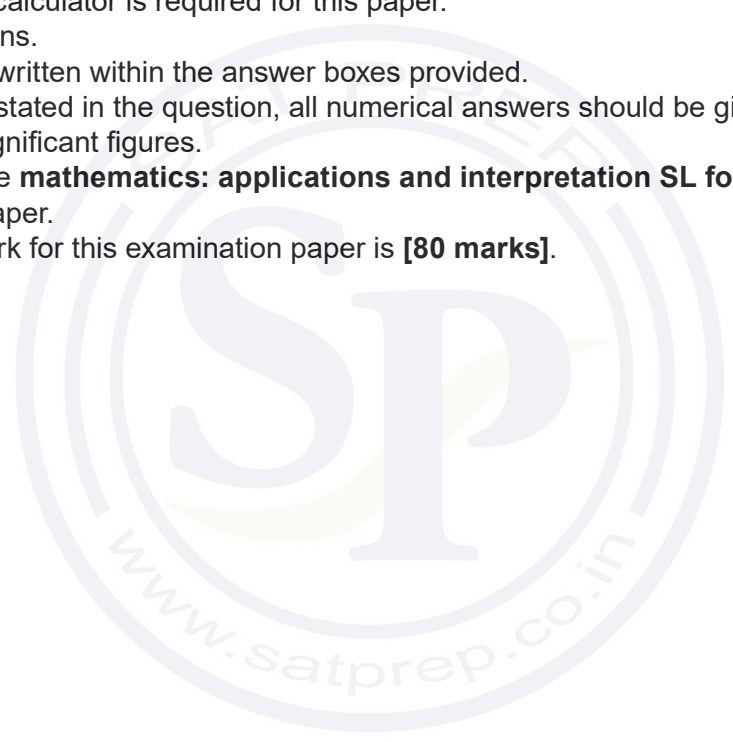 calculator is required for this paper.
ns.
written within the answer boxes provided.
stated in the question, all numerical answers should be gi
gnificant figures.
e mathematics: applications and interpretation SL fo
aper.
rk for this examination paper is [80 marks].
SAT PREP
SP
www.satprep.co.in